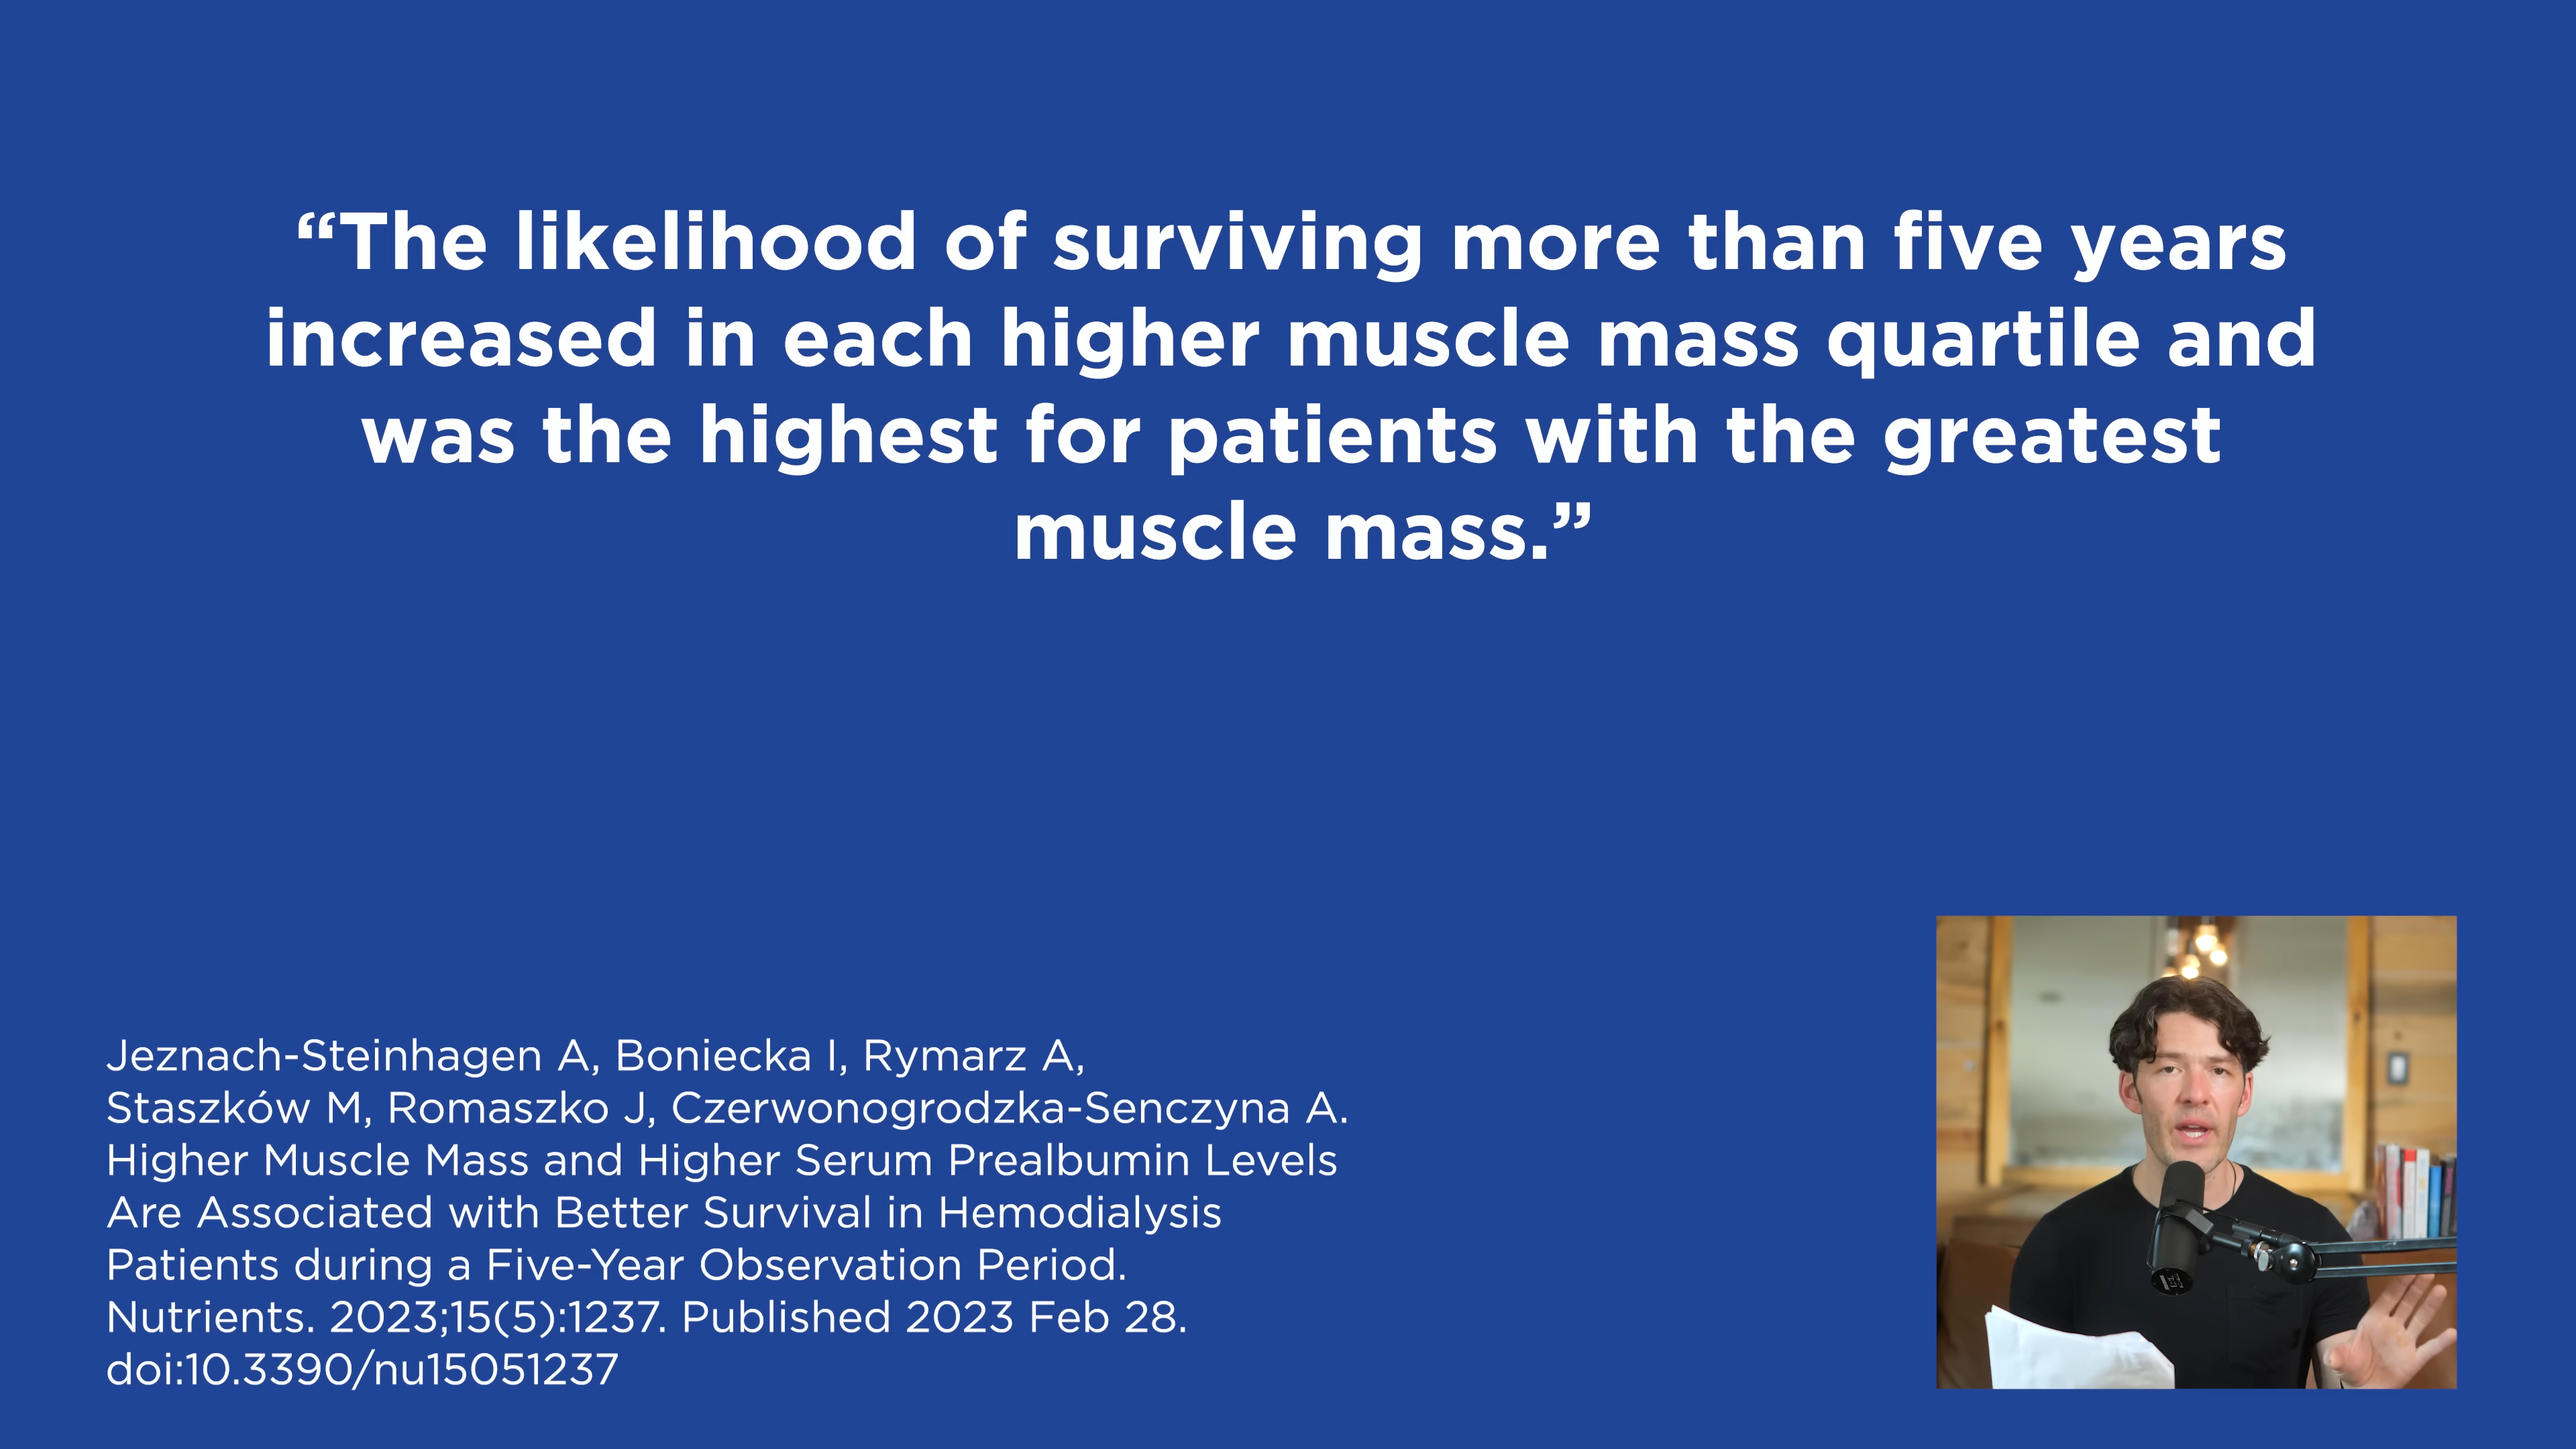 “The likelihood of surviving more than five years
increased in each higher muscle mass quartile and
was the highest for patients with the greatest
muscle mass.”
Jeznach-Steinhagen A, Boniecka I, Rymarz A,
Staszków M, Romaszko J, Czerwonogrodzka-Senczyna A.
Higher Muscle Mass and Higher Serum Prealbumin Levels
Are Associated with Better Survival in Hemodialysis
Patients during a Five-Year Observation Period.
Nutrients. 2023;15(5):1237. Published 2023 Feb 28.
doi:10.3390/nu15051237